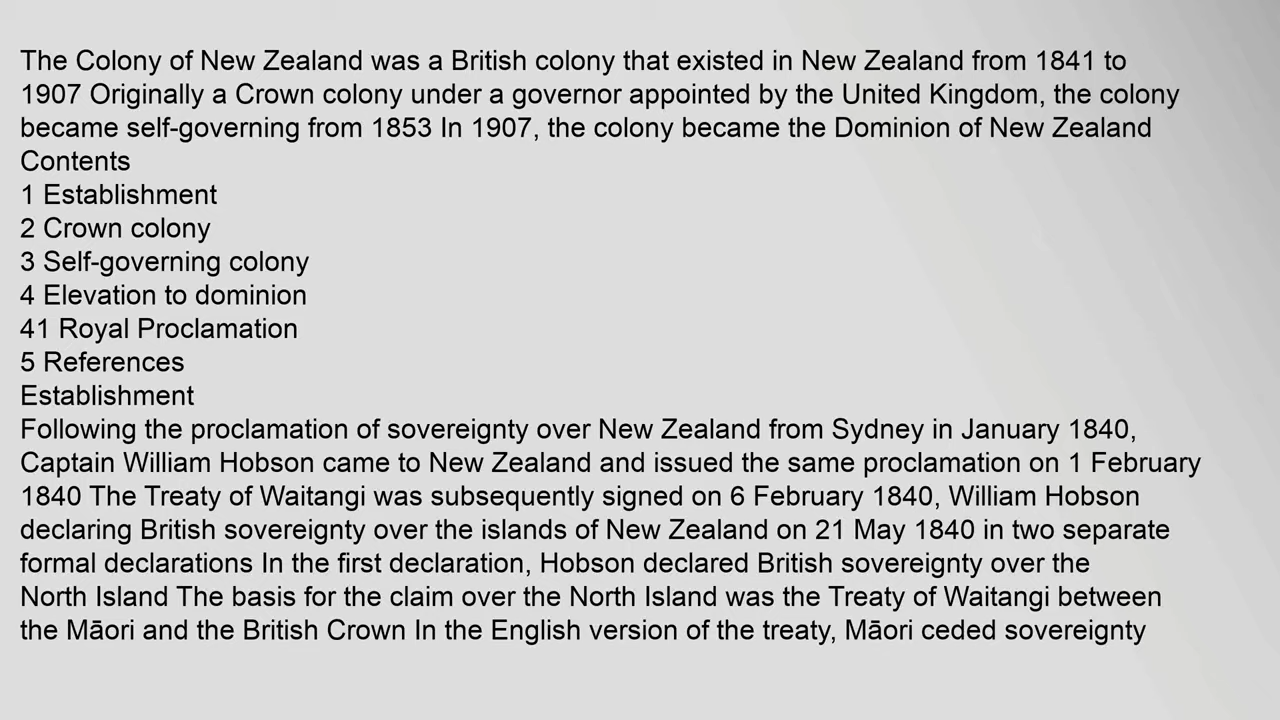 The Colony of New Zealand was a British colony that existed in New Zealand from 1841 to
1907 Originally a Crown colony under a governor appointed by the United Kingdom, the colony
became self-governing from 1853 In 1907, the colony became the Dominion of New Zealand
Contents
1 Establishment
2 Crown colony
3 Self-governing colony
4 Elevation to dominion
41 Royal Proclamation
5 References
Establishment
Following the proclamation of sovereignty over New Zealand from Sydney in January 1840,
Captain William Hobson came to New Zealand and issued the same proclamation on 1 February
1840 The Treaty of Waitangi was subsequently signed on 6 February 1840, William Hobson
declaring British sovereignty over the islands of New Zealand on 21 May 1840 in two separate
formal declarations In the first declaration, Hobson declared British sovereignty over the
North Island The basis for the claim over the North Island was the Treaty of Waitangi between
the Māori and the British Crown In the English version of the treaty, Māori ceded sovereignty